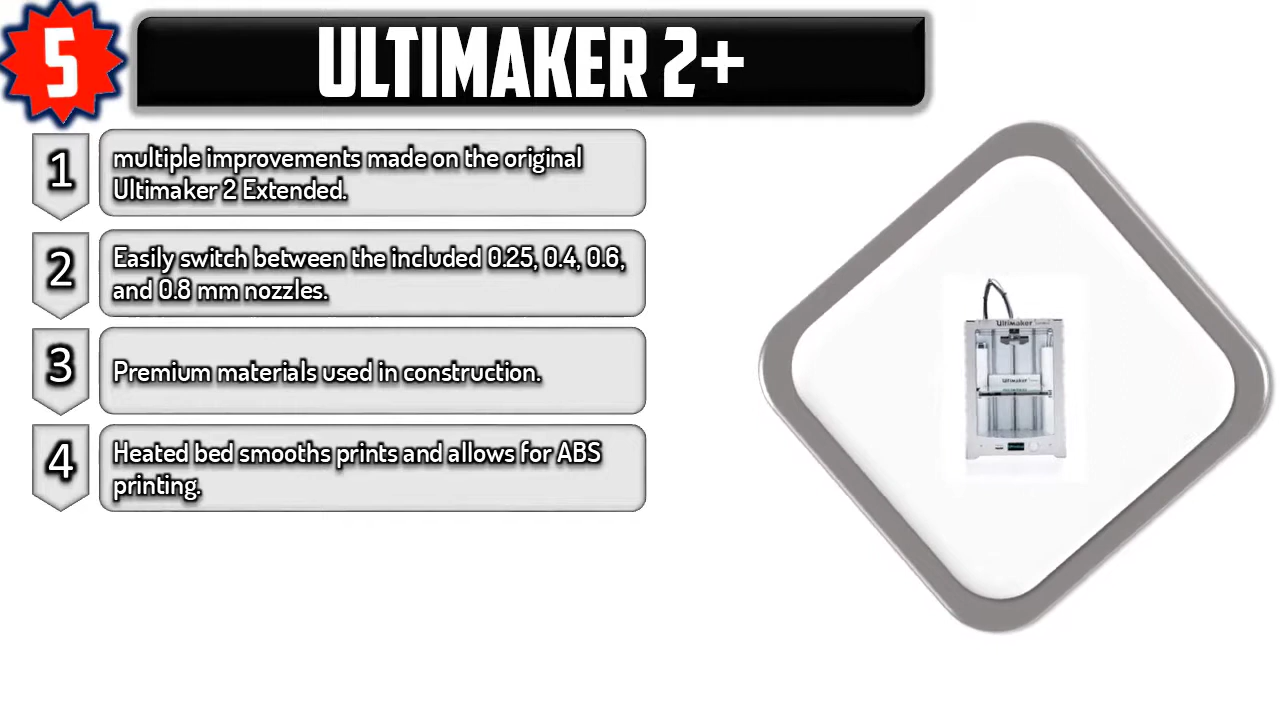 5
ULTIMAKER 2+
1
multiple improvements made on the original
Ultimaker 2 Extended.
2
Easily switch between the included 0.25, 0.4, 0.6,
and 0.8 mm nozzles.
3
Premium materials used in construction.
4
Heated bed smooths prints and allows for ABS
printing.
Ultimaker
Ultimaker